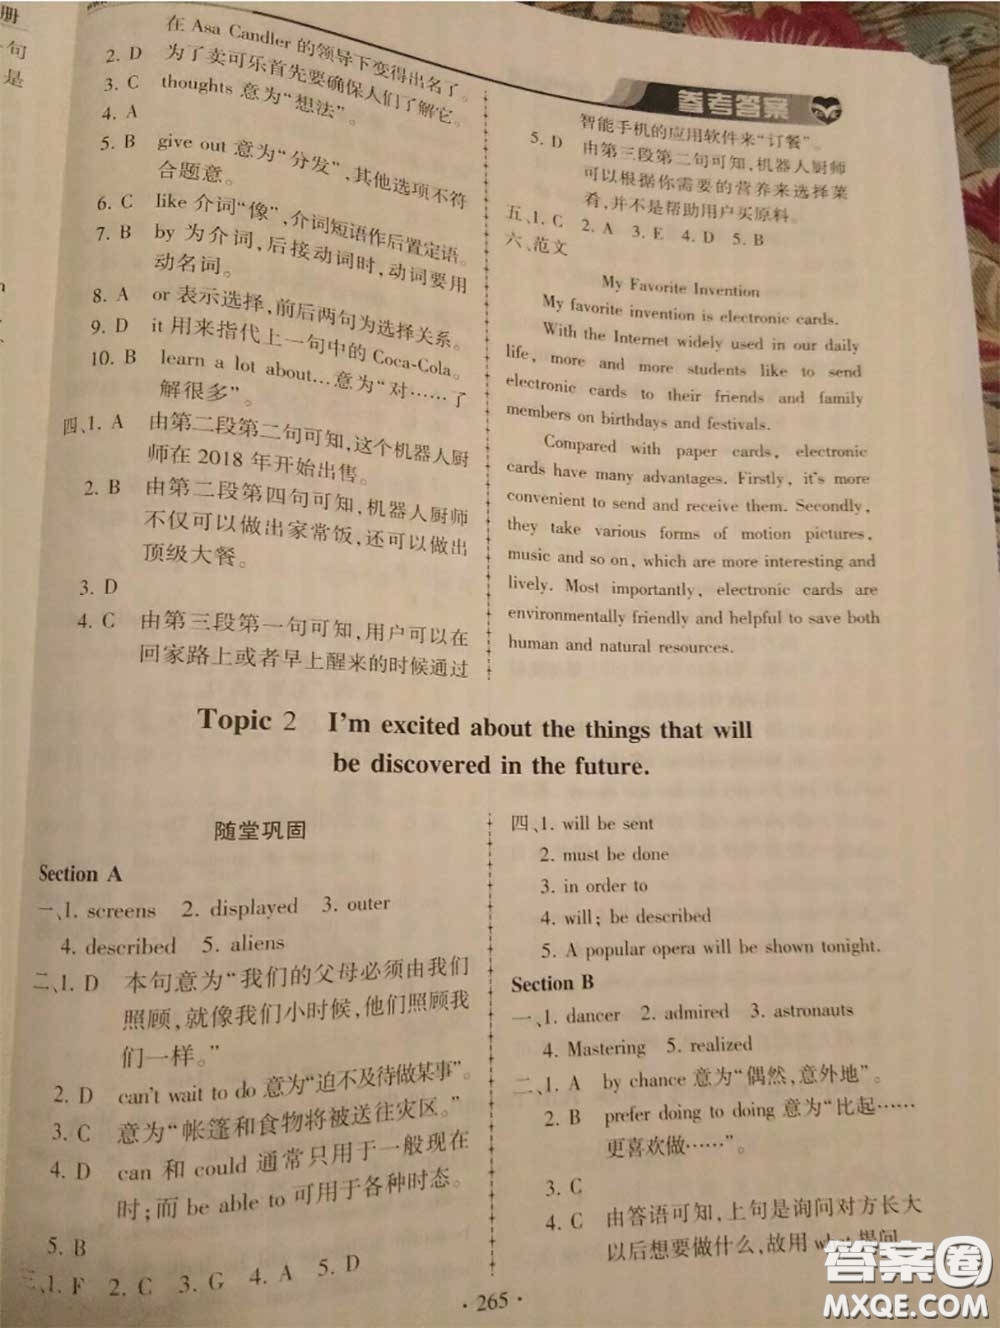 册
句
是
在 Asa Candler 的领导下变得出名了。
2. D 为了卖可乐首先要确保人们了解它。
3. C thoughts 意为“想法”。
4. A
5. B give out 意为“分发”，其他选项不符
合题意。
6. C like 介词“像”，介词短语作后置定语。
7. B by 为介词，后接动词时，动词要用
动名词。
8. A or 表示选择，前后两句为选择关系。
9. D it 用来指代上一句中的 Coca-Cola。
10. B learn a lot about…意为“对……了
解很多”。
四、1. A 由第二段第二句可知，这个机器人厨
师在 2018 年开始出售。
2. B 由第二段第四句可知，机器人厨师
不仅可以做出家常饭，还可以做出
顶级大餐。
3. D
4. C 由第三段第一句可知，用户可以在
回家路上或者早上醒来的时候通过
参考答案
智能手机的应用软件来“订餐”。
5. D 由第三段第二句可知，机器人厨师
可以根据你需要的营养来选择菜
肴，并不是帮助用户买原料。
五、1. C 2. A 3. E 4. D 5. B
六、范文
My Favorite Invention
My favorite invention is electronic cards.
With the Internet widely used in our daily
life, more and more students like to send
electronic cards to their friends and family
members on birthdays and festivals.
Compared with paper cards, electronic
cards have many advantages. Firstly, it's more
convenient to send and receive them. Secondly,
they take various forms of motion pictures,
music and so on, which are more interesting and
lively. Most importantly, electronic cards are
environmentally friendly and helpful to save both
human and natural resources.
Topic 2 I'm excited about the things that will
be discovered in the future.
随堂巩固
Section A
一、1. screens 2. displayed 3. outer
4. described 5. aliens
二、1. D 本句意为“我们的父母必须由我们
照顾，就像我们小时候，他们照顾我
们一样。”
2. D can't wait to do 意为“迫不及待做某事”。
3. C 意为“帐篷和食物将被送往灾区。”
4. D can 和 could 通常只用于一般现在
时；而 be able to 可用于各种时态。
5. B
三、1. F 2. C 3. G 4. A 5. D
四、1. will be sent
2. must be done
3. in order to
4. will; be described
5. A popular opera will be shown tonight.
Section B
一、1. dancer 2. admired 3. astronauts
4. Mastering 5. realized
二、1. A by chance 意为“偶然，意外地”。
2. B prefer doing to doing 意为“比起……
更喜欢做……”。
3. C
4. C 由答语可知，上句是询问对方长大
以后想要做什么，故用 what 提问
· 265 ·
答案圈
MXQE.COM